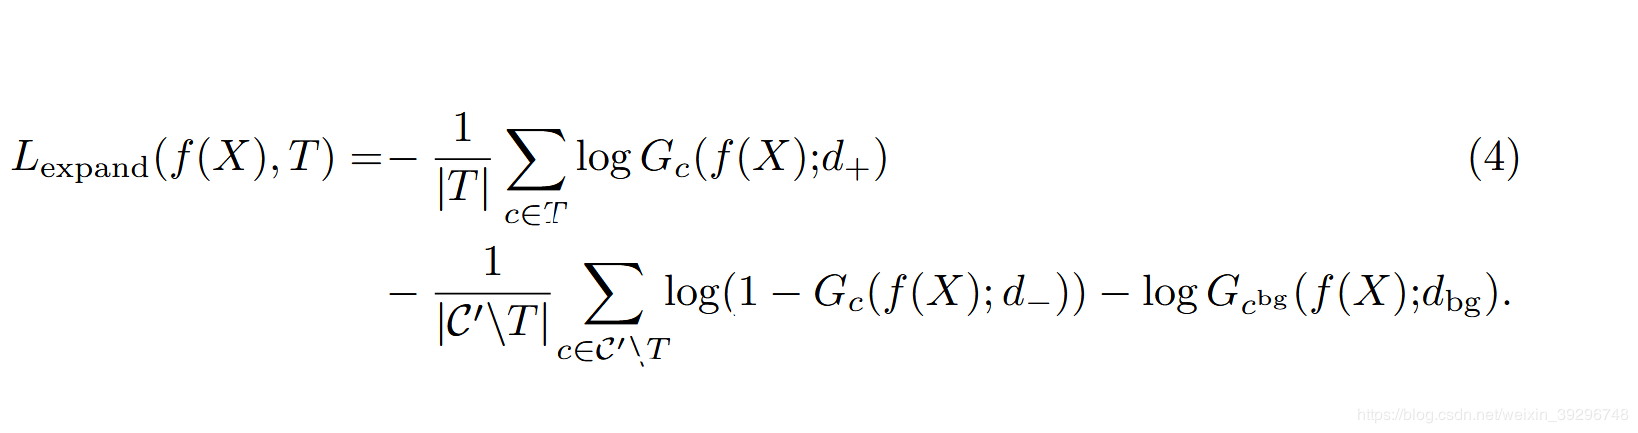 L_expand(f(X), T) = − 1/|T| ∑_{c∈T} log G_c(f(X);d_+) (4)
− 1/|𝒞′\T| ∑_{c∈𝒞′\T} log(1 − G_c(f(X); d_−)) − log G_{c^bg}(f(X);d_bg).
https://blog.csdn.net/weixin_39296748